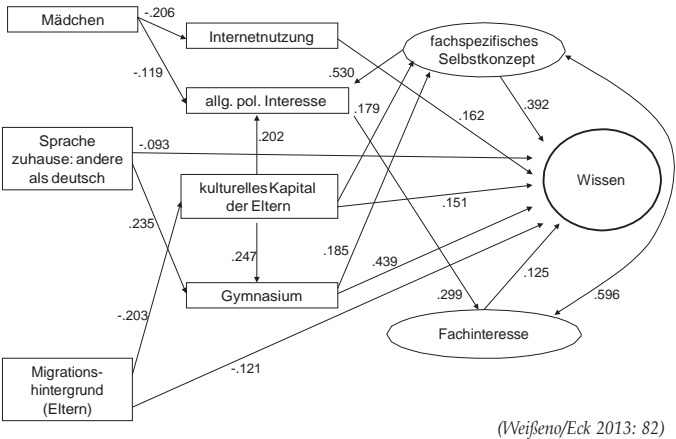 Mädchen
-.206
Internetnutzung
fachspezifisches
Selbstkonzept
-.119
.530
allg. pol. Interesse
.179
.392
.162
Sprache
zuhause: andere
als deutsch
-.093
.202
Wissen
kulturelles Kapital
der Eltern
.151
.235
.247
.185
.439
.125
Gymnasium
.299
.596
-.203
Fachinteresse
-.121
Migrations-
hintergrund
(Eltern)
(Weißeno/Eck 2013: 82)